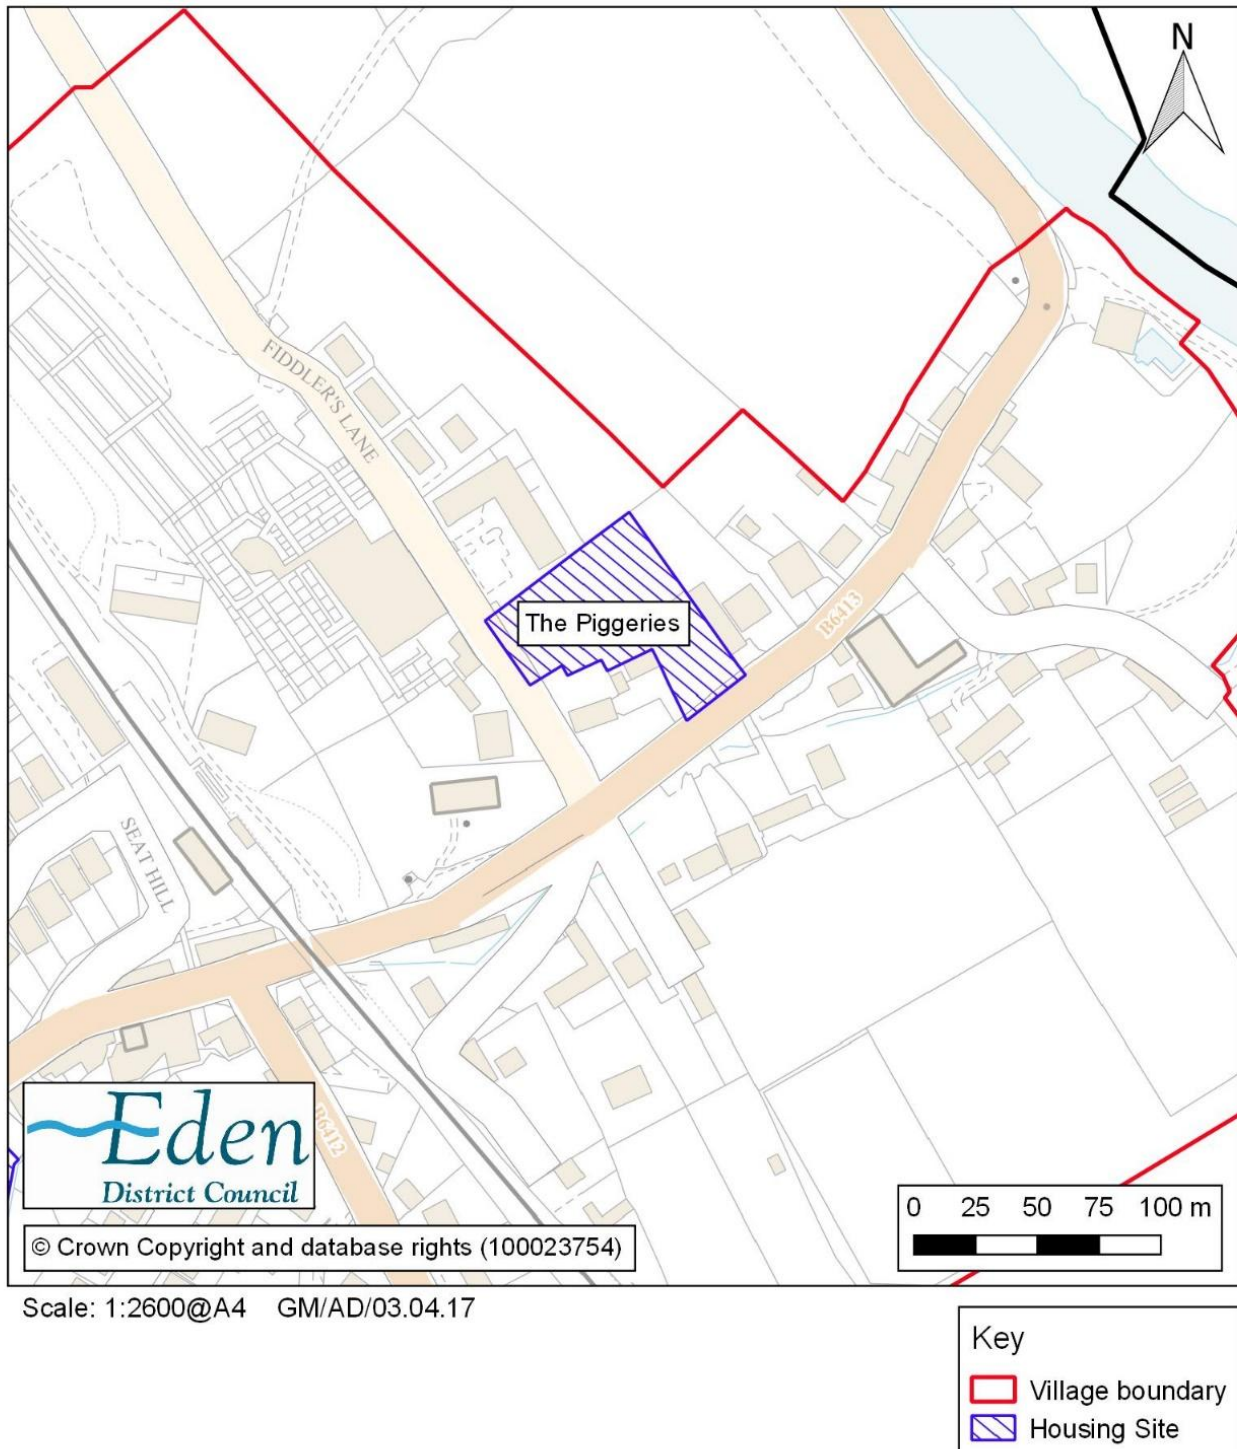 N
FIDDLER'S LANE
The Piggeries
B6413
SEAT HILL
B6412
Eden
District Council
© Crown Copyright and database rights (100023754)
0 25 50 75 100 m
Scale: 1:2600@A4 GM/AD/03.04.17
Key
Village boundary
Housing Site